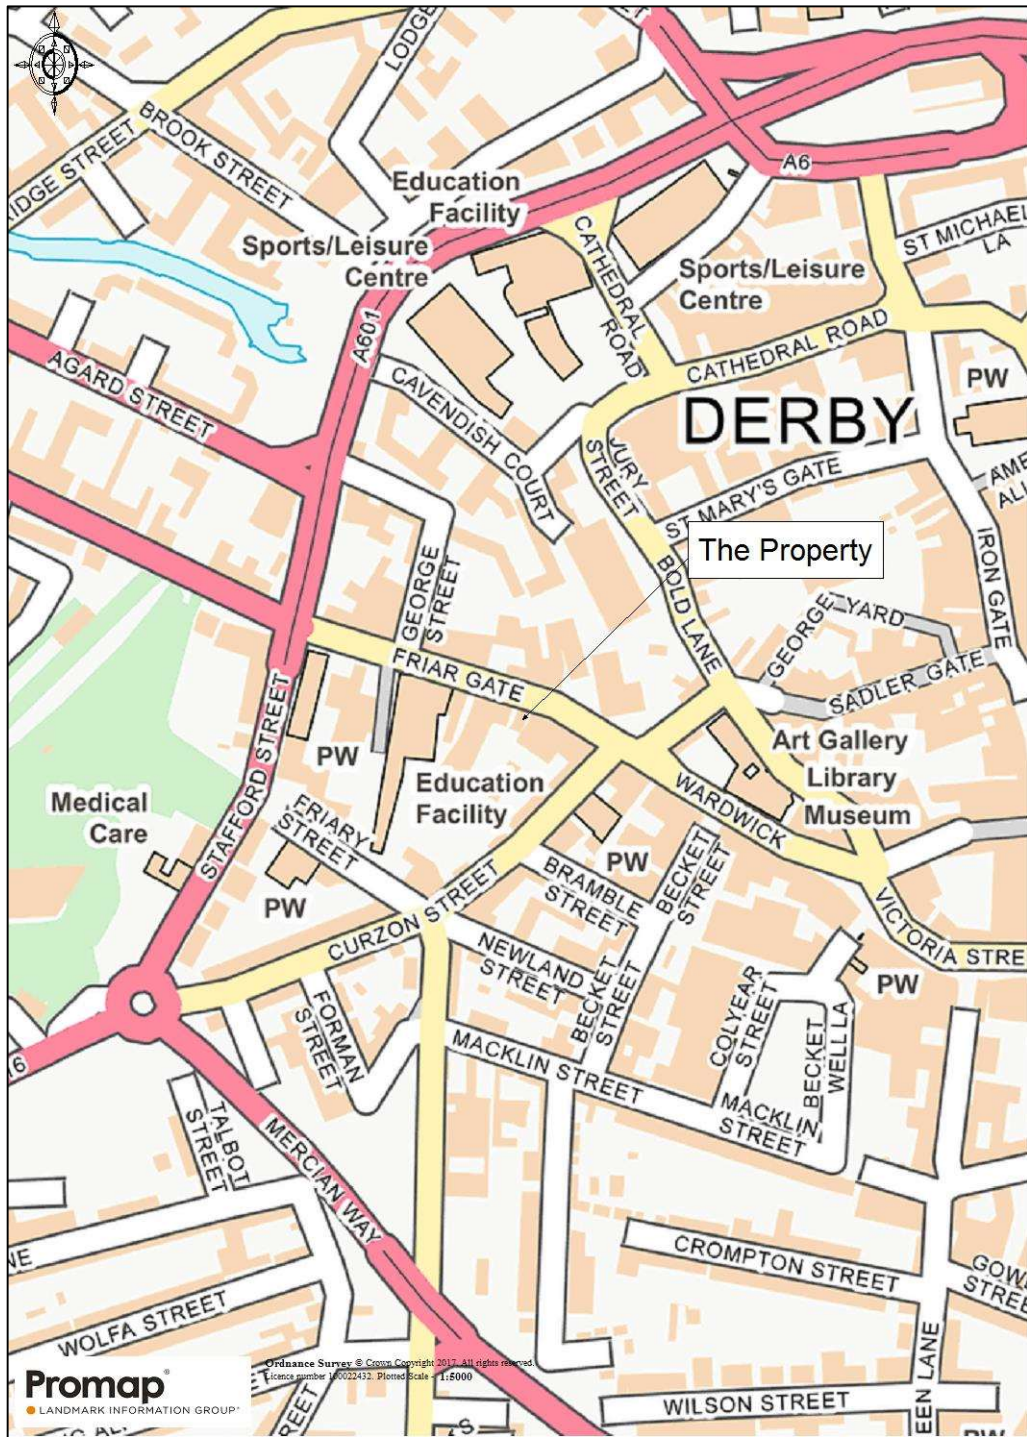 LODGE
BROOK STREET
RIDGE STREET
Education
Facility
A6
Sports/Leisure
Centre
CATHEDRAL
ROAD
ST MICHAEL
LA
Sports/Leisure
Centre
A601
CATHEDRAL ROAD
AGARD STREET
CAVENDISH COURT
PW
DERBY
JURY
STREET
ST MARY'S GATE
AME
ALL
The Property
IRON GATE
GEORGE
STREET
BOLD LANE
GEORGE YARD
FRIAR GATE
SADLER GATE
STAFFORD STREET
PW
Art Gallery
Library
Museum
Education
Facility
WARDWICK
Medical
Care
FRIARY
STREET
PW
PW
BRAMBLE
STREET
BECKET
STREET
CURZON STREET
VICTORIA STRE
NEWLAND
STREET
BECKET
STREET
COLYEAR
STREET
PW
FORMAN
STREET
BECKET
WELL LA
MACKLIN STREET
MACKLIN
STREET
16
TALBOT
STREET
MERCIAN WAY
NE
CROMPTON STREET
GOW
STREE
WOLFA STREET
EEN LANE
Promap
LANDMARK INFORMATION GROUP
Ordnance Survey © Crown Copyright 2017. All rights reserved.
Licence number 100022432. Plotted Scale - 1:5000
WILSON STREET
PW